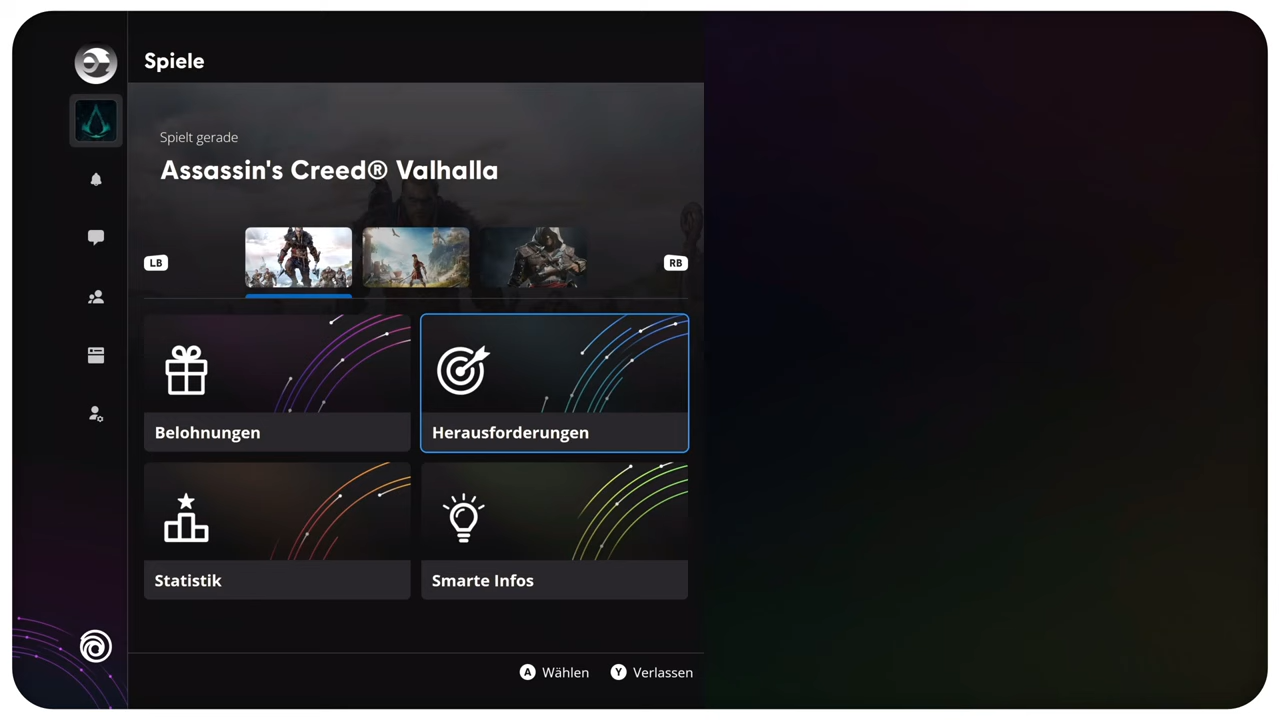 Spiele
Spielt gerade
Assassin's Creed® Valhalla
LB
RB
Belohnungen
Herausforderungen
Statistik
Smarte Infos
A Wählen
Y Verlassen